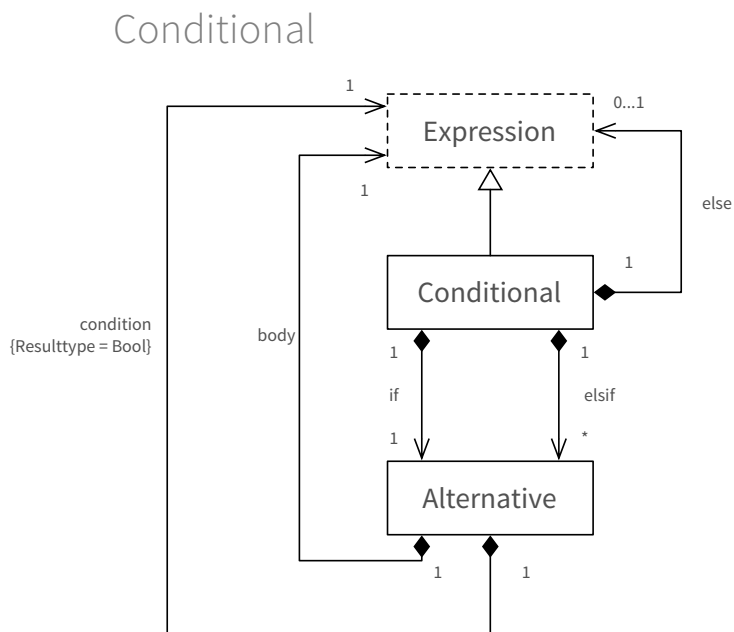 Conditional
1
0...1
Expression
1
else
1
Conditional
condition
{Resulttype = Bool}
body
1
1
if
elsif
1
*
Alternative
1
1